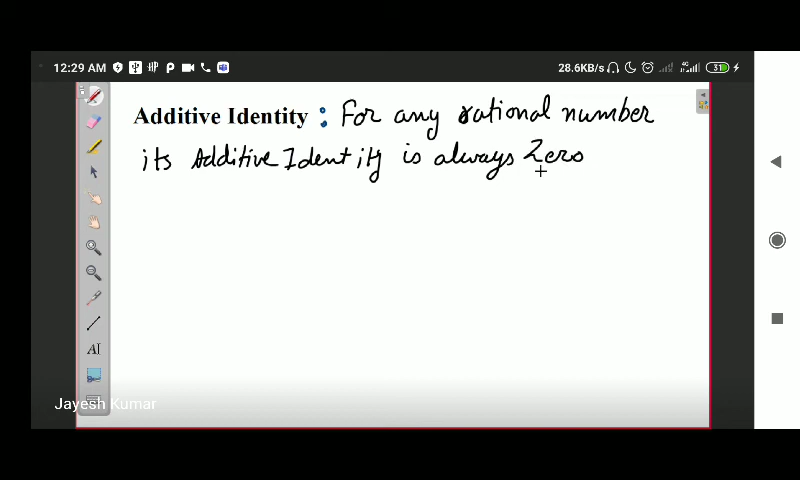 12:29 AM
28.6KB/s
31
Additive Identity : For any rational number
its Additive Identity is always Zero
AI
Jayesh Kumar